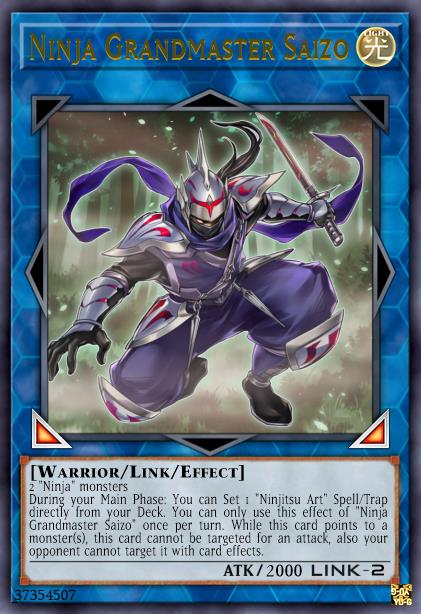 Ninja Grandmaster Saizo
LIGHT
光
[Warrior/Link/Effect]
2 "Ninja" monsters
During your Main Phase: You can Set 1 "Ninjitsu Art" Spell/Trap
directly from your Deck. You can only use this effect of "Ninja
Grandmaster Saizo" once per turn. While this card points to a
monster(s), this card cannot be targeted for an attack, also your
opponent cannot target it with card effects.
ATK/2000 LINK-2
37354507